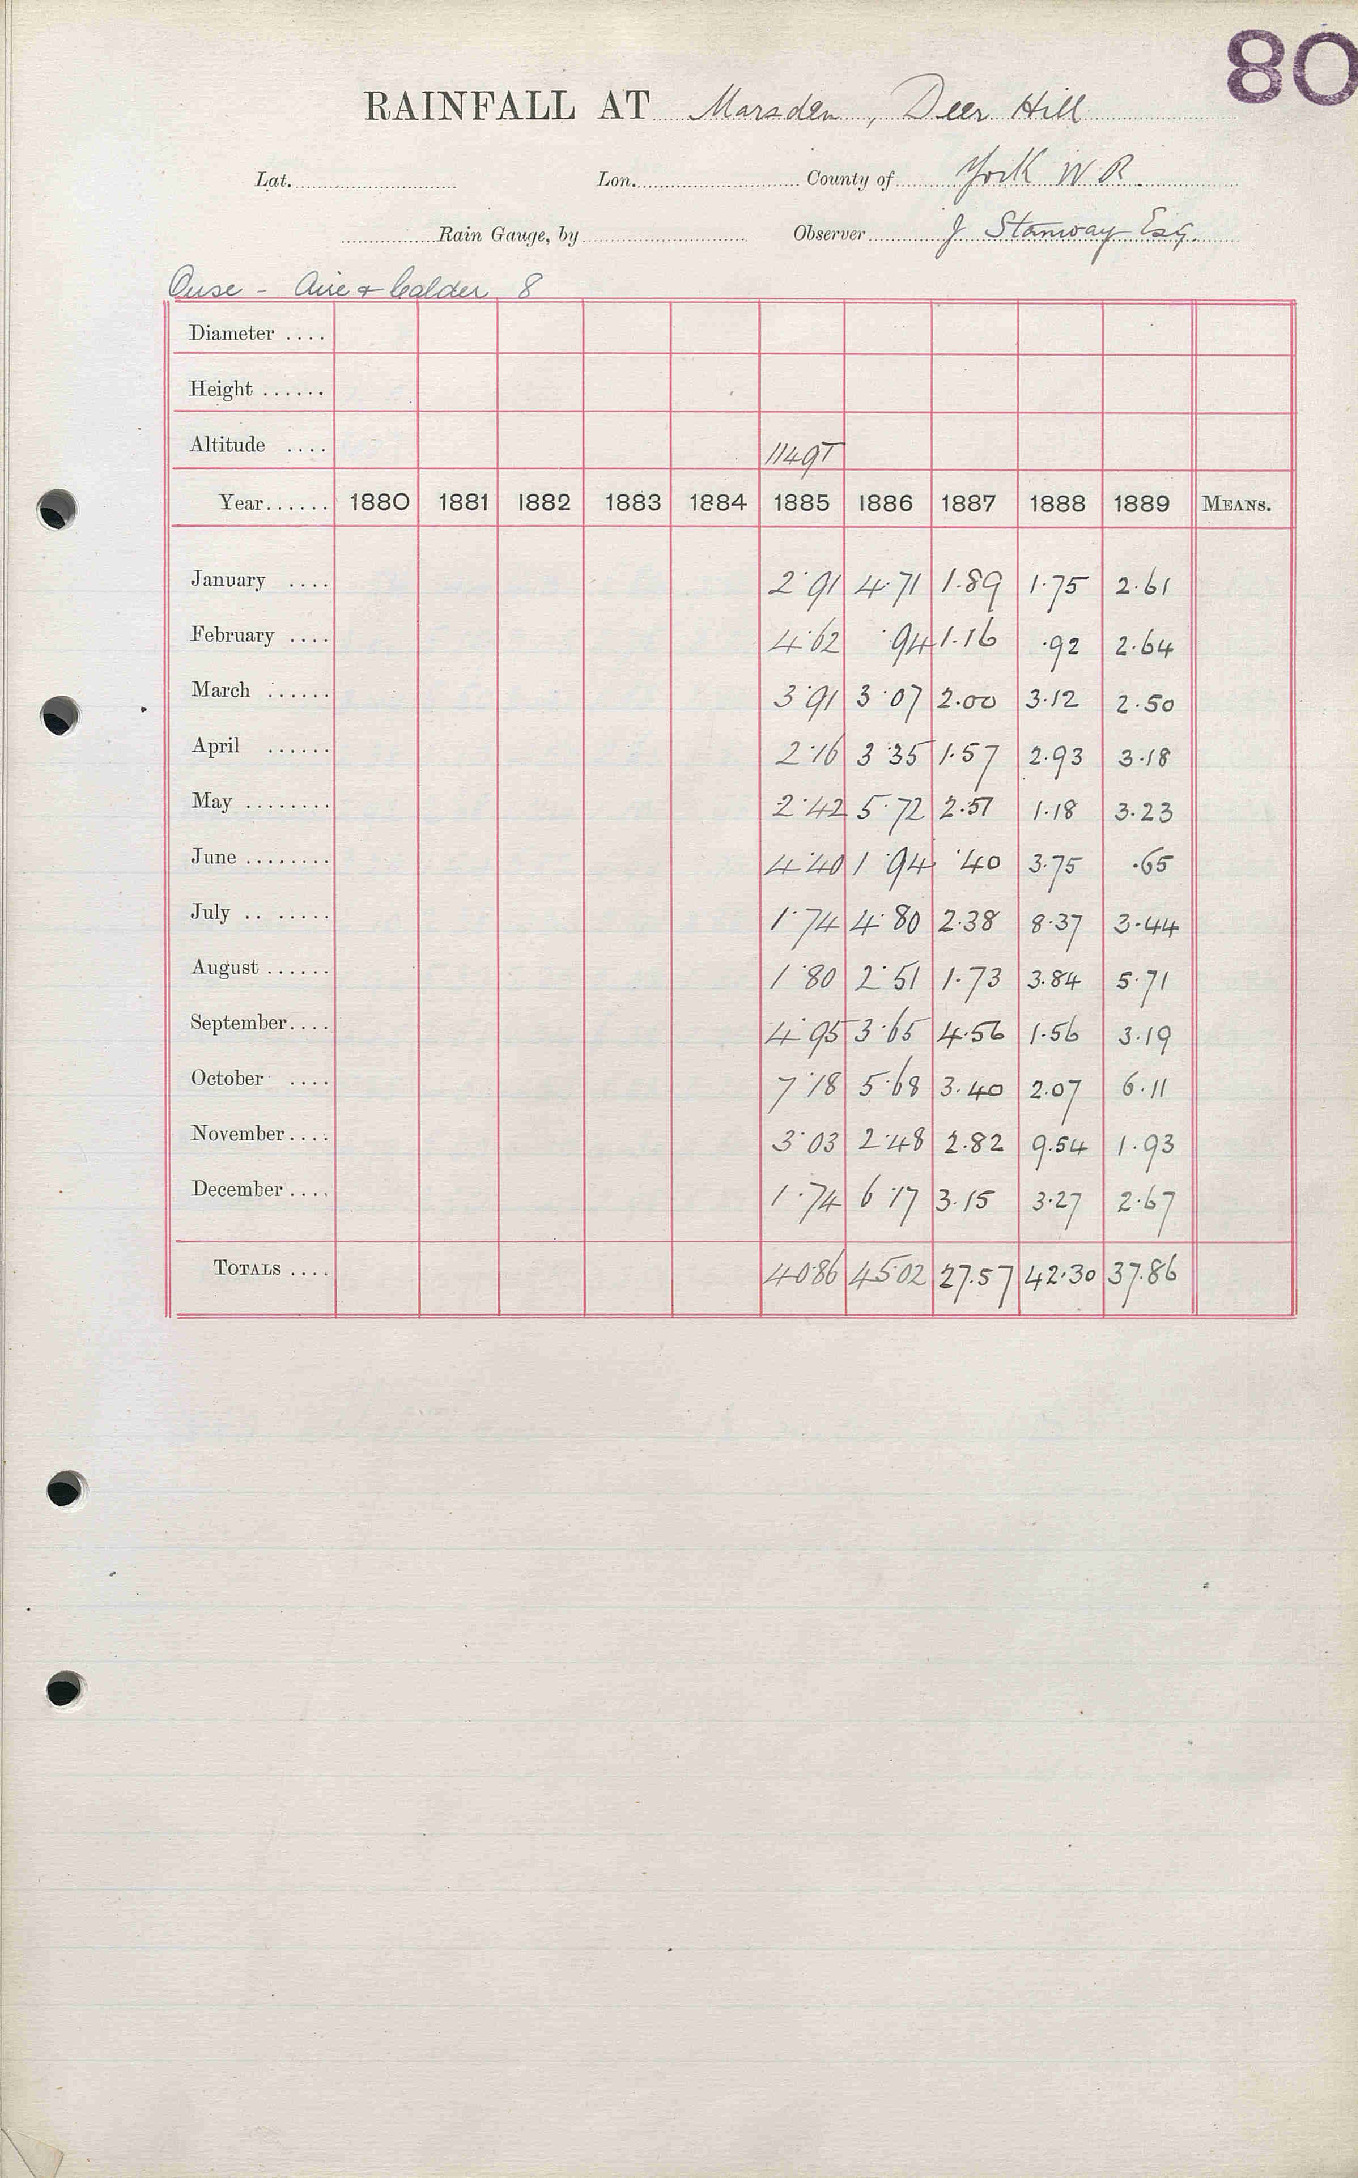 80
RAINFALL AT Marsden, Deer Hill
Lat. Lon. County of York W R.
Rain Gauge, by Observer J Stanway Esq.
Ouse - Aire & Calder 8
Diameter ....
Height ......
Altitude .... 1149T
Year...... 1880 1881 1882 1883 1884 1885 1886 1887 1888 1889 MEANS.
January .... 2.91 4.71 1.89 1.75 2.61
February .... 4.62 .94 1.16 .92 2.64
March ...... 3.91 3.07 2.00 3.12 2.50
April ...... 2.16 3.35 1.57 2.93 3.18
May ........ 2.42 5.72 2.51 1.18 3.23
June ........ 4.40 1.94 .40 3.75 .65
July .. ..... 1.74 4.80 2.38 8.37 3.44
August ...... 1.80 2.51 1.73 3.84 5.71
September.... 4.95 3.65 4.56 1.56 3.19
October .... 7.18 5.68 3.40 2.07 6.11
November.... 3.03 2.48 2.82 9.54 1.93
December.... 1.74 6.17 3.15 3.27 2.67
TOTALS .... 40.86 45.02 27.57 42.30 37.86